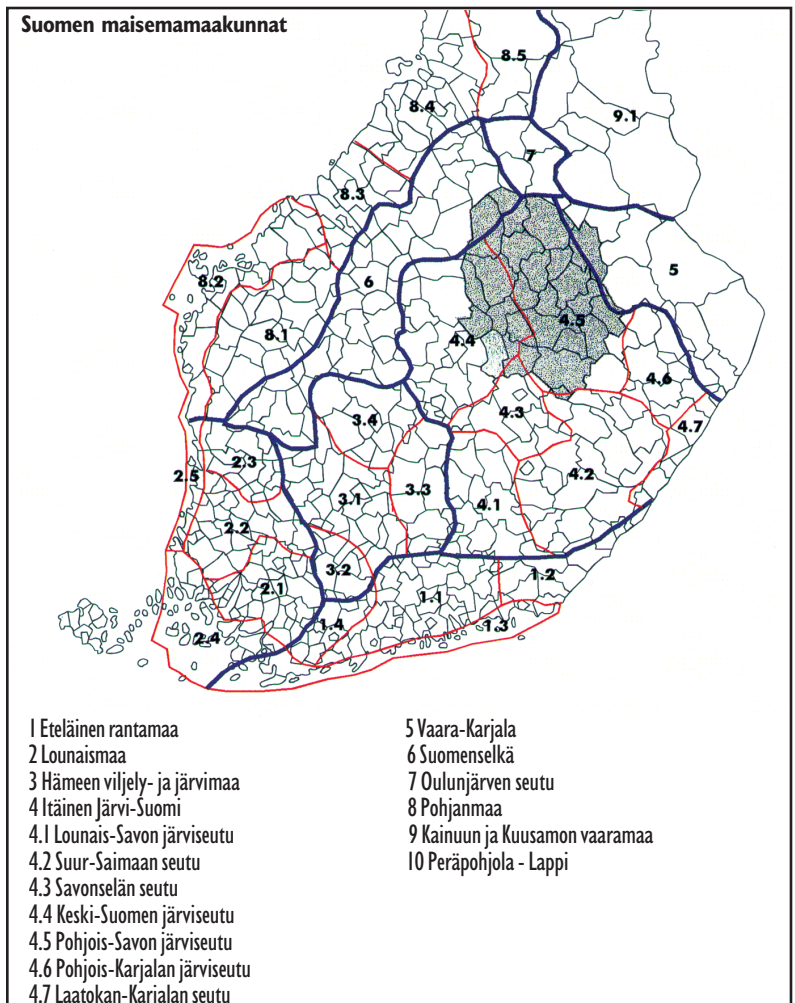 Suomen maisemamaakunnat
8.5
8.4
9.1
7
8.3
8.2
6
5
8.1
4.5
4.4
4.6
4.3
3.4
4.7
2.3
2.5
4.2
3.3
3.1
4.1
2.2
3.2
1.2
2.1
1.1
1.4
1.3
2.4
1 Eteläinen rantamaa
2 Lounaismaa
3 Hämeen viljely- ja järvimaa
4 Itäinen Järvi-Suomi
4.1 Lounais-Savon järviseutu
4.2 Suur-Saimaan seutu
4.3 Savonselän seutu
4.4 Keski-Suomen järviseutu
4.5 Pohjois-Savon järviseutu
4.6 Pohjois-Karjalan järviseutu
4.7 Laatokan-Karjalan seutu
5 Vaara-Karjala
6 Suomenselkä
7 Oulunjärven seutu
8 Pohjanmaa
9 Kainuun ja Kuusamon vaaramaa
10 Peräpohjola - Lappi